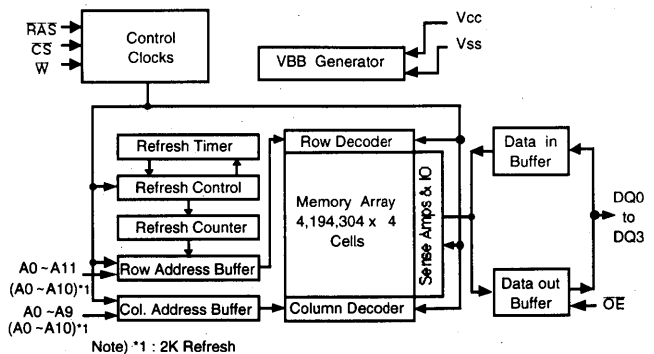 RAS
CS
W
Control
Clocks
VBB Generator
Vcc
Vss
Refresh Timer
Refresh Control
Refresh Counter
Row Address Buffer
Col. Address Buffer
A0 ~A11
(A0 ~A10)*1
A0 ~A9
(A0 ~A10)*1
Row Decoder
Memory Array
4,194,304 x 4
Cells
Column Decoder
Sense Amps & IO
Data in
Buffer
Data out
Buffer
DQ0
to
DQ3
OE
Note) *1 : 2K Refresh